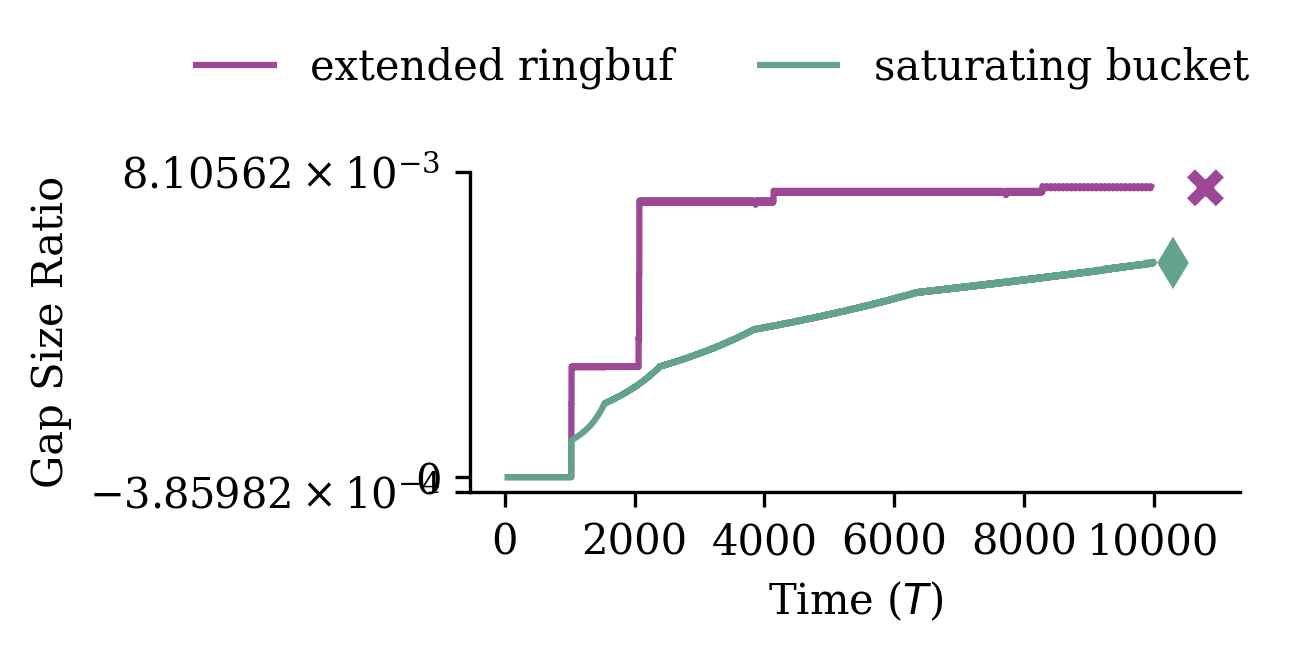 extended ringbuf
saturating bucket
8.10562 × 10⁻³
Gap Size Ratio
0
−3.85982 × 10⁻⁴
0 2000 4000 6000 8000 10000
Time (T)